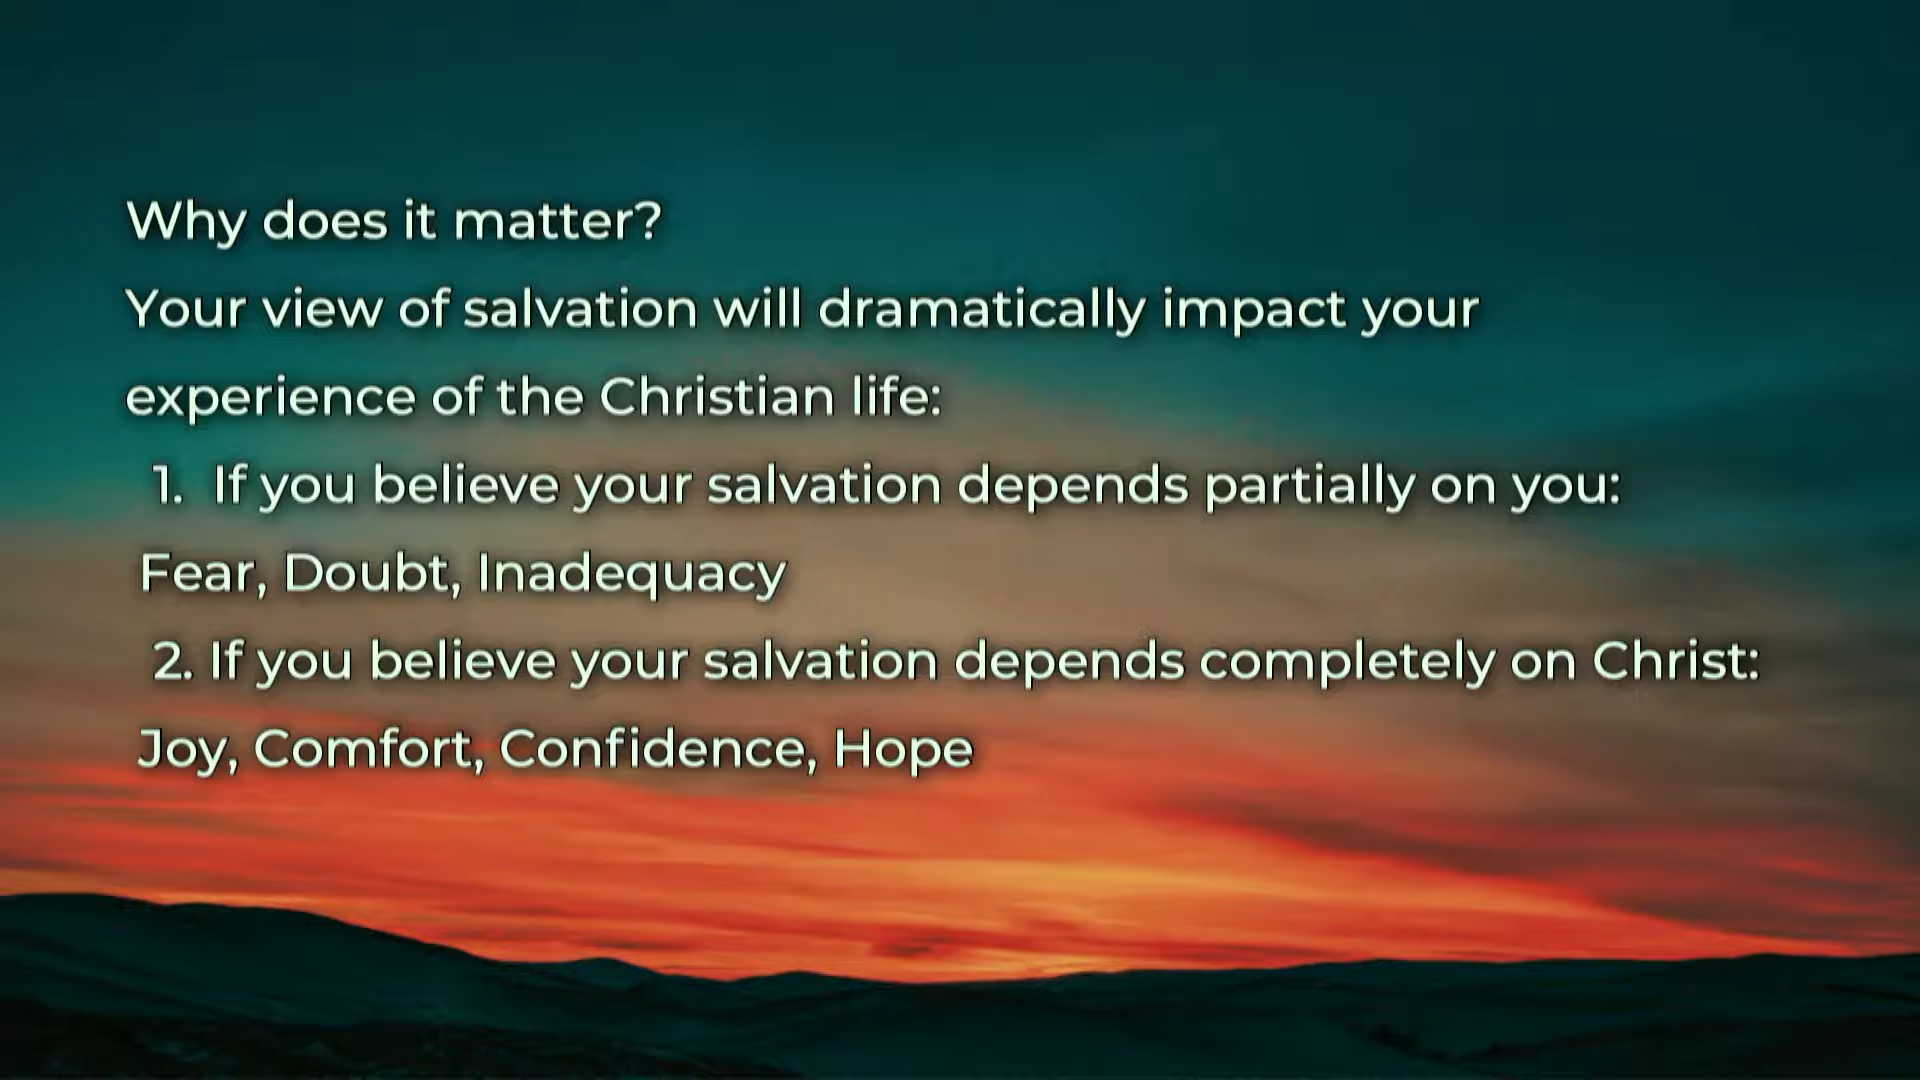 Why does it matter?
Your view of salvation will dramatically impact your
experience of the Christian life:
1. If you believe your salvation depends partially on you:
Fear, Doubt, Inadequacy
2. If you believe your salvation depends completely on Christ:
Joy, Comfort, Confidence, Hope